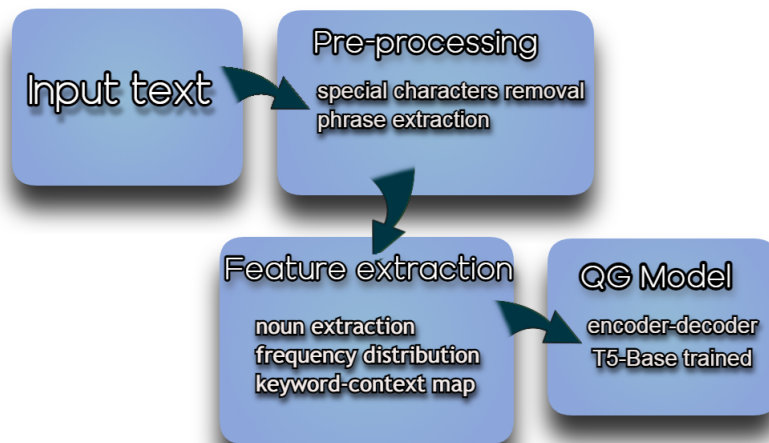 Input text
Pre-processing
special characters removal
phrase extraction
Feature extraction
noun extraction
frequency distribution
keyword-context map
QG Model
encoder-decoder
T5-Base trained